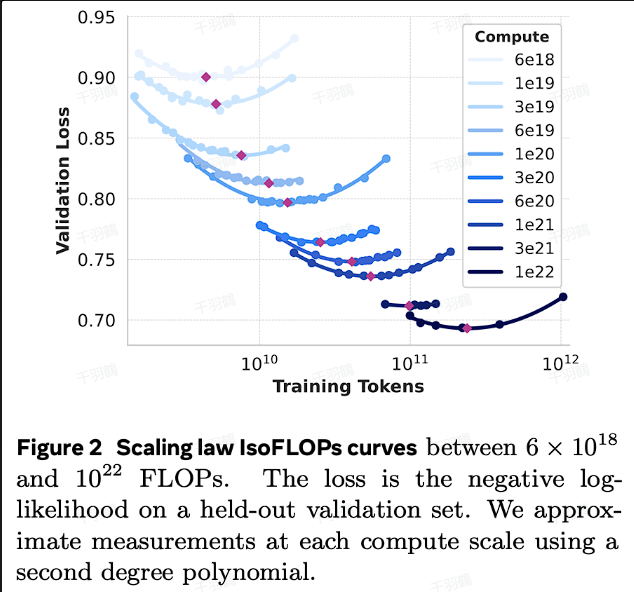 0.95
0.90
0.85
0.80
0.75
0.70
Validation Loss
Compute
6e18
1e19
3e19
6e19
1e20
3e20
6e20
1e21
3e21
1e22
10^10
10^11
10^12
Training Tokens
Figure 2 Scaling law IsoFLOPs curves between 6 × 10^18
and 10^22 FLOPs. The loss is the negative log-
likelihood on a held-out validation set. We approx-
imate measurements at each compute scale using a
second degree polynomial.
千羽鹤